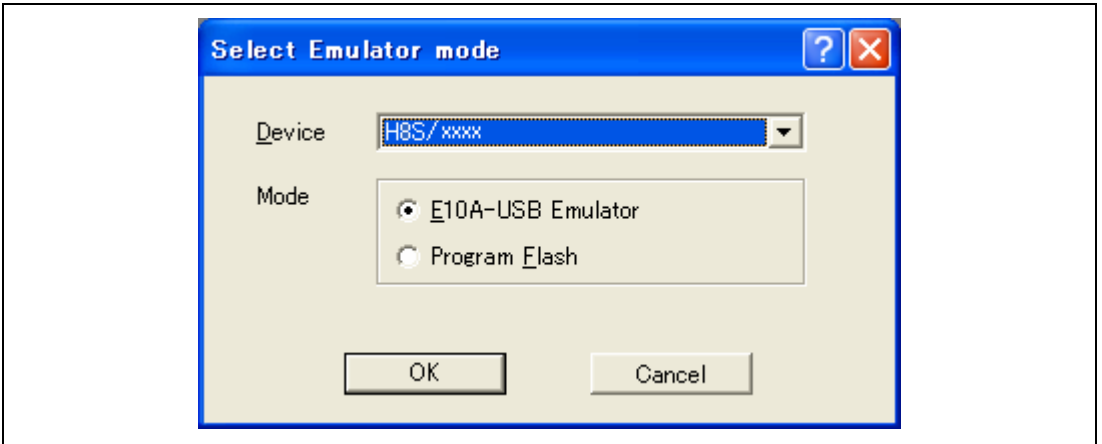 Select Emulator mode
Device H8S/xxxx
Mode
E10A-USB Emulator
Program Flash
OK Cancel